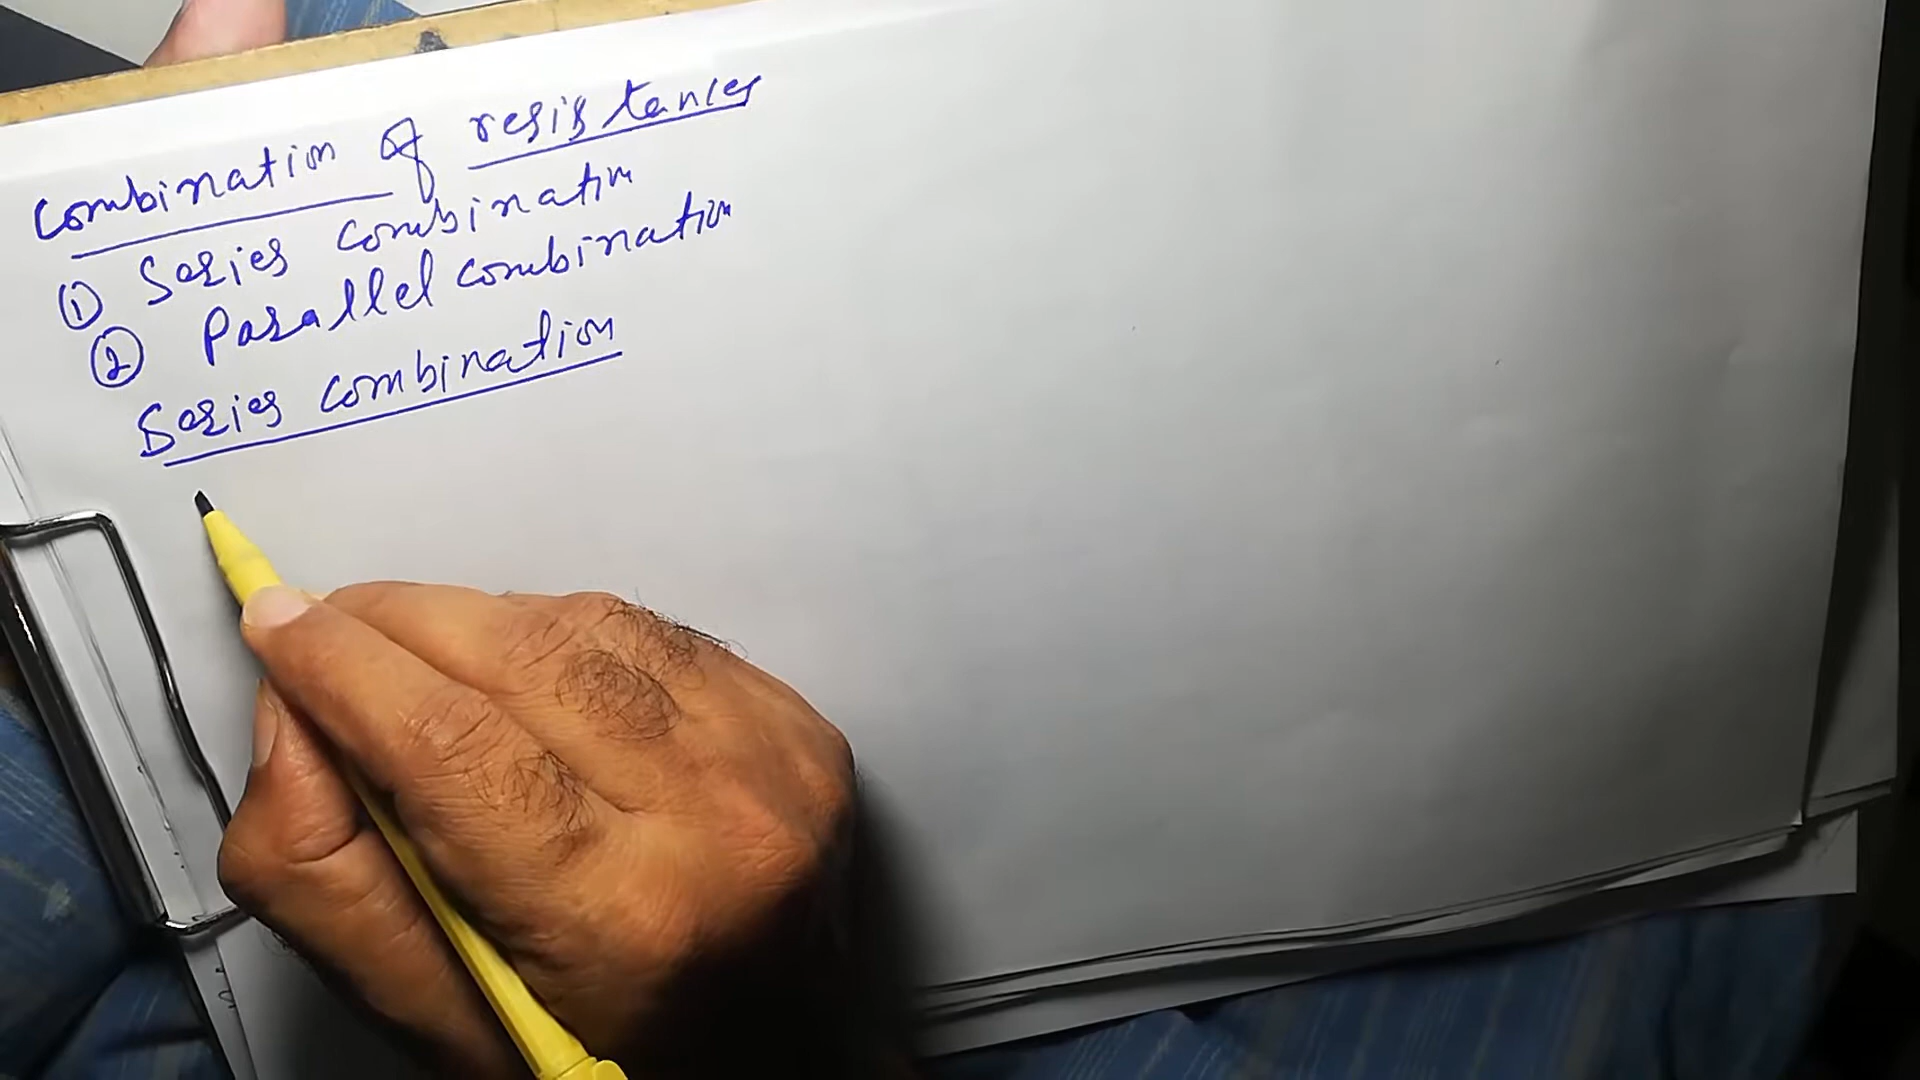 Combination of resistances
① Series combination
② Parallel combination
Series combination